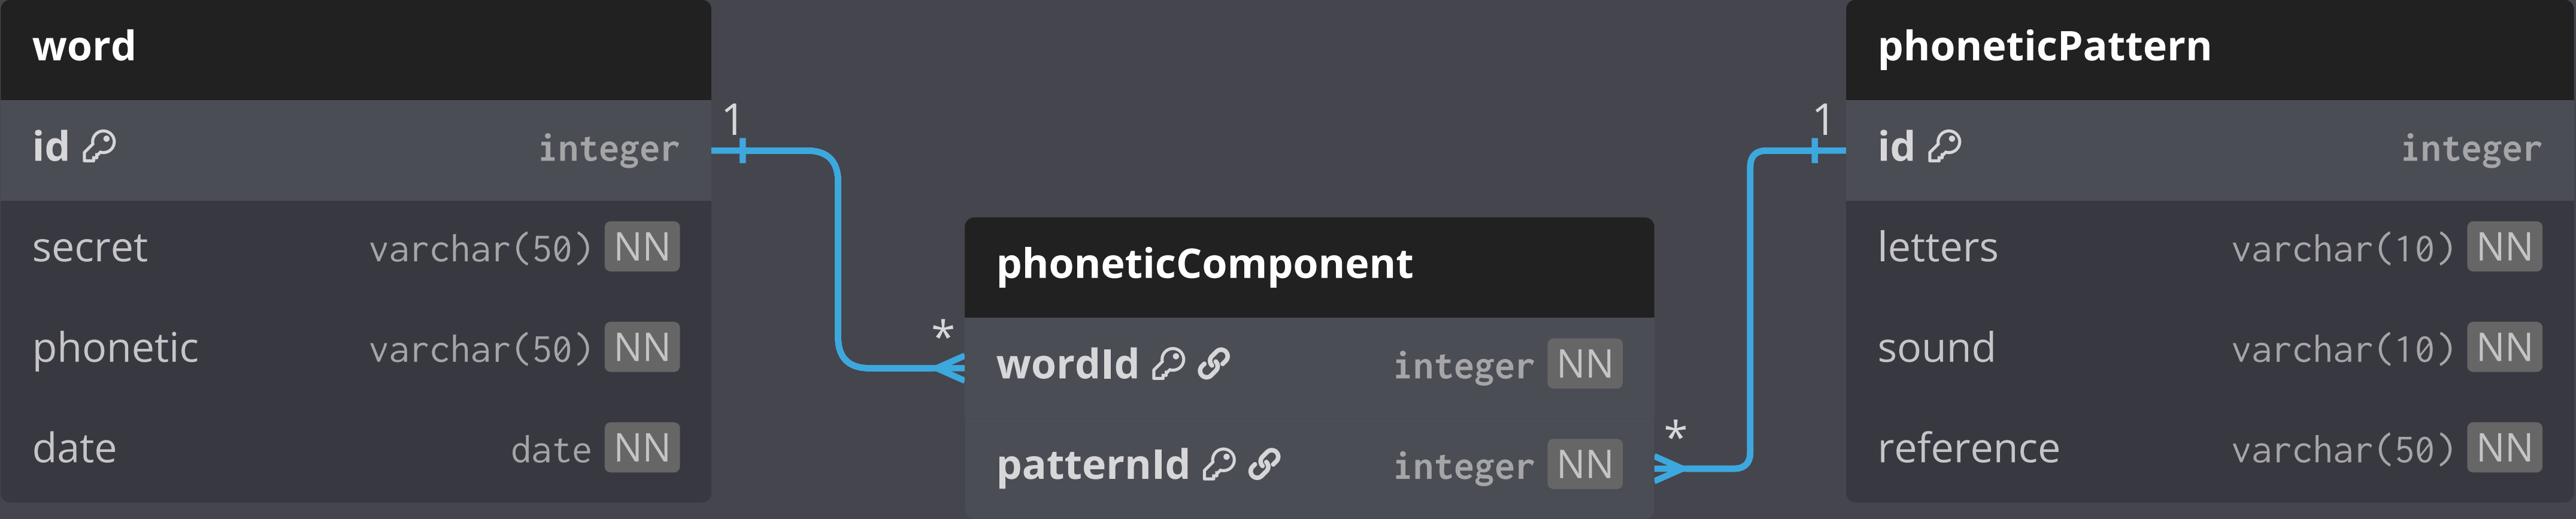 word
id integer
secret varchar(50) NN
phonetic varchar(50) NN
date date NN
1
*
phoneticComponent
wordId integer NN
patternId integer NN
*
1
phoneticPattern
id integer
letters varchar(10) NN
sound varchar(10) NN
reference varchar(50) NN